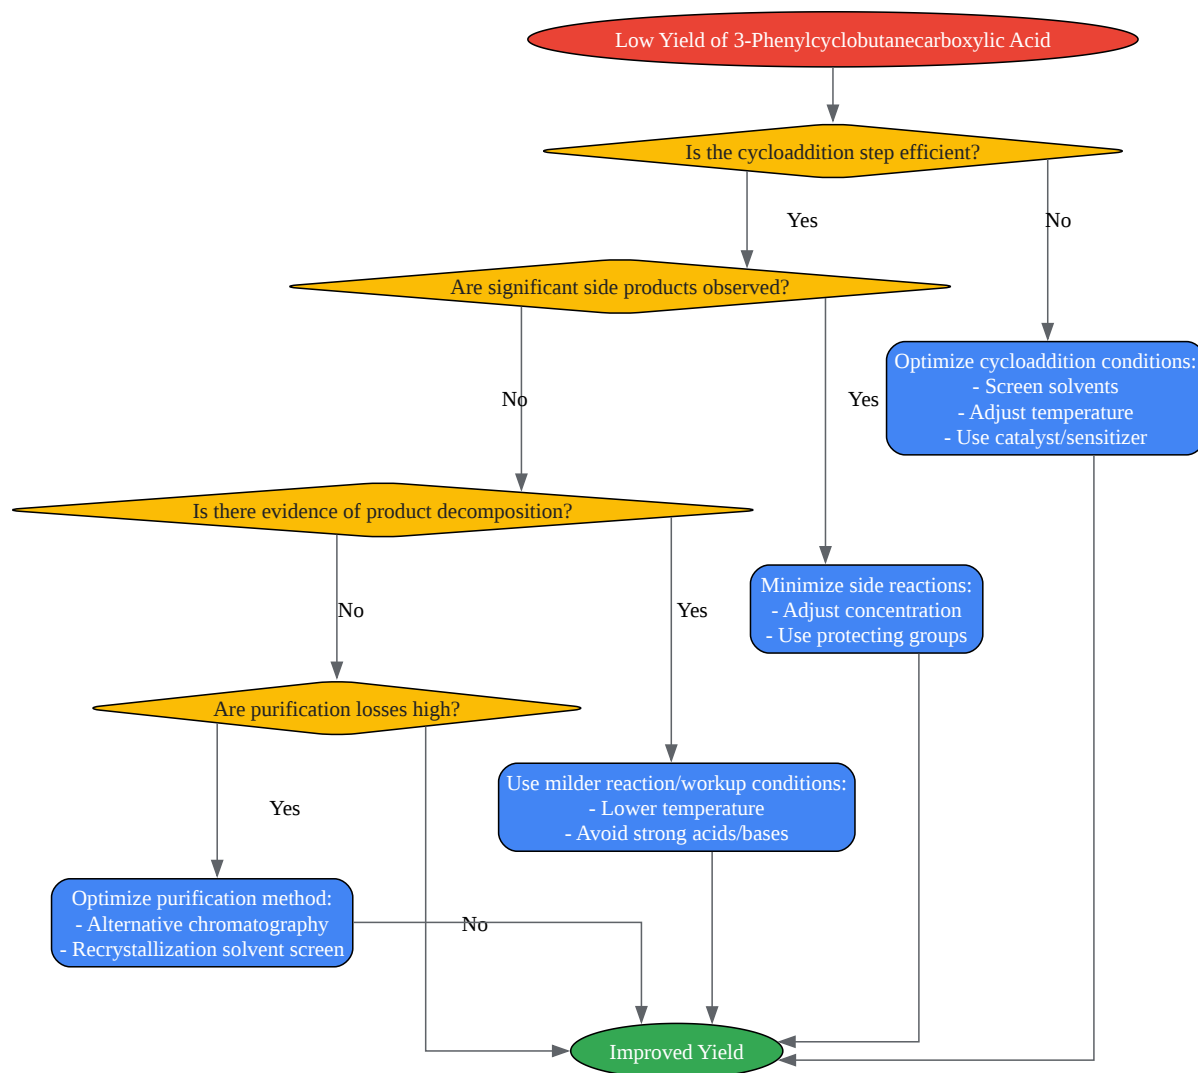 Low Yield of 3-Phenylcyclobutanecarboxylic Acid
Is the cycloaddition step efficient?
Yes
No
Are significant side products observed?
Optimize cycloaddition conditions:
- Screen solvents
- Adjust temperature
- Use catalyst/sensitizer
No
Yes
Is there evidence of product decomposition?
Minimize side reactions:
- Adjust concentration
- Use protecting groups
No
Yes
Are purification losses high?
Use milder reaction/workup conditions:
- Lower temperature
- Avoid strong acids/bases
Yes
Optimize purification method:
- Alternative chromatography
- Recrystallization solvent screen
No
Improved Yield